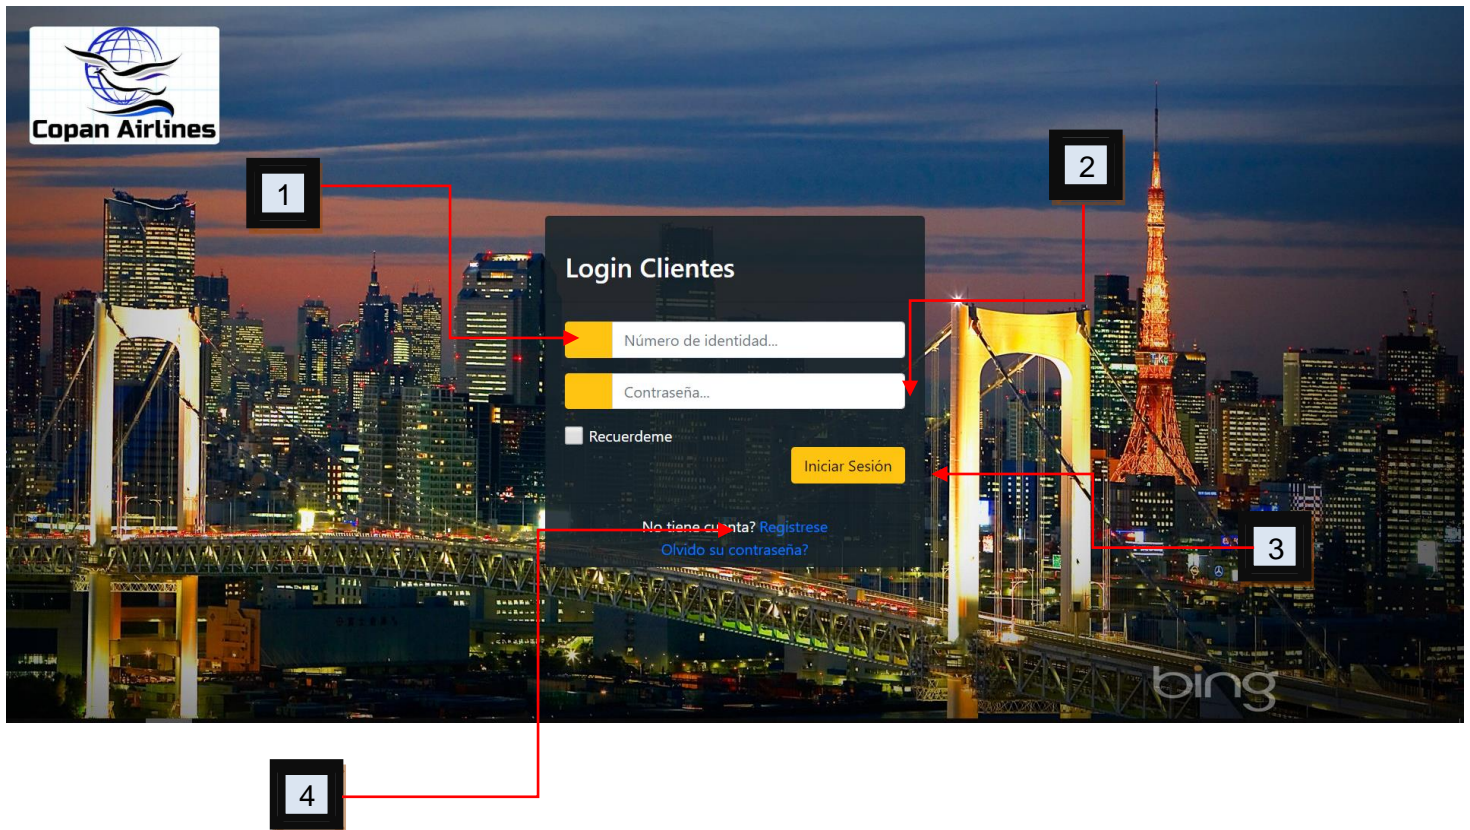 Copan Airlines
1
2
Login Clientes
Número de identidad...
Contraseña...
Recuerdeme
Iniciar Sesión
No tiene cuenta? Registrese
Olvido su contraseña?
3
bing
4